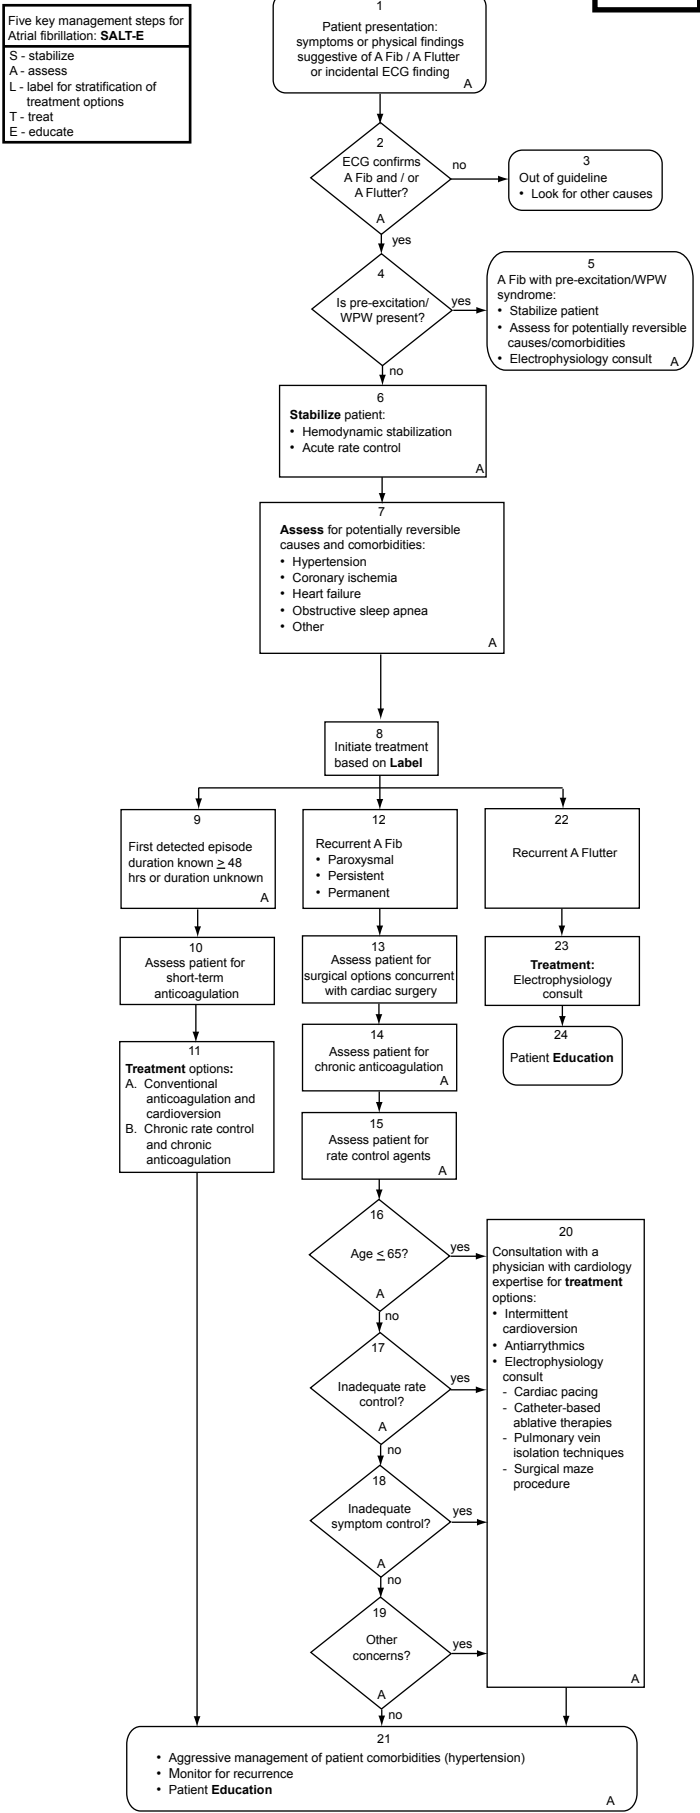 Five key management steps for
Atrial fibrillation: SALT-E
S - stabilize
A - assess
L - label for stratification of
treatment options
T - treat
E - educate
1
Patient presentation:
symptoms or physical findings
suggestive of A Fib / A Flutter
or incidental ECG finding
A
2
ECG confirms
A Fib and / or
A Flutter?
A
no
yes
3
Out of guideline
• Look for other causes
4
Is pre-excitation/
WPW present?
yes
no
5
A Fib with pre-excitation/WPW
syndrome:
• Stabilize patient
• Assess for potentially reversible
causes/comorbidities
• Electrophysiology consult
A
6
Stabilize patient:
• Hemodynamic stabilization
• Acute rate control
A
7
Assess for potentially reversible
causes and comorbidities:
• Hypertension
• Coronary ischemia
• Heart failure
• Obstructive sleep apnea
• Other
A
8
Initiate treatment
based on Label
9
First detected episode
duration known ≥ 48
hrs or duration unknown
A
10
Assess patient for
short-term
anticoagulation
11
Treatment options:
A. Conventional
anticoagulation and
cardioversion
B. Chronic rate control
and chronic
anticoagulation
12
Recurrent A Fib
• Paroxysmal
• Persistent
• Permanent
13
Assess patient for
surgical options concurrent
with cardiac surgery
14
Assess patient for
chronic anticoagulation
A
15
Assess patient for
rate control agents
A
16
Age ≤ 65?
A
yes
no
17
Inadequate rate
control?
A
yes
no
18
Inadequate
symptom control?
A
yes
no
19
Other
concerns?
A
yes
no
22
Recurrent A Flutter
23
Treatment:
Electrophysiology
consult
24
Patient Education
20
Consultation with a
physician with cardiology
expertise for treatment
options:
• Intermittent
cardioversion
• Antiarrythmics
• Electrophysiology
consult
- Cardiac pacing
- Catheter-based
ablative therapies
- Pulmonary vein
isolation techniques
- Surgical maze
procedure
A
21
• Aggressive management of patient comorbidities (hypertension)
• Monitor for recurrence
• Patient Education
A